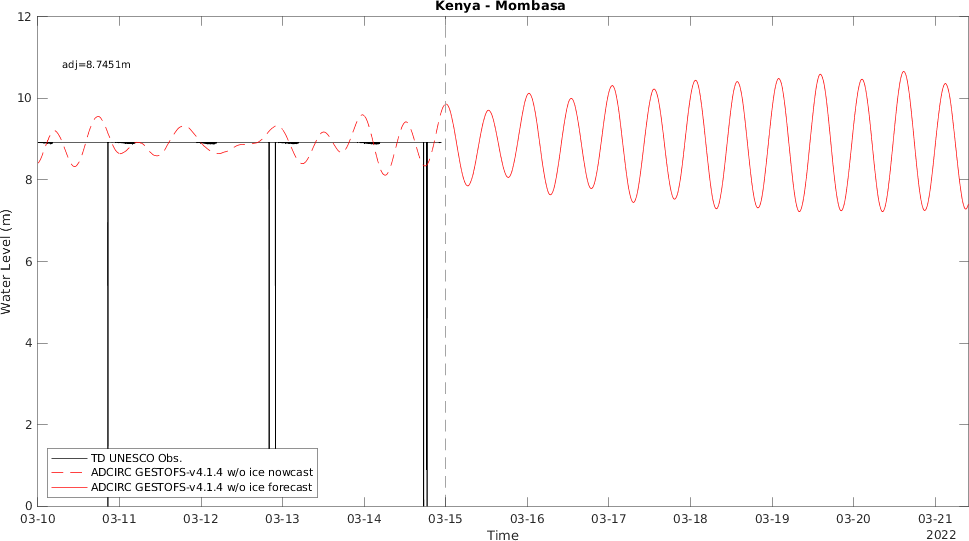 Kenya - Mombasa
12
10
8
6
4
2
0
Water Level (m)
adj=8.7451m
TD UNESCO Obs.
ADCIRC GESTOFS-v4.1.4 w/o ice nowcast
ADCIRC GESTOFS-v4.1.4 w/o ice forecast
03-10 03-11 03-12 03-13 03-14 03-15 03-16 03-17 03-18 03-19 03-20 03-21
Time
2022